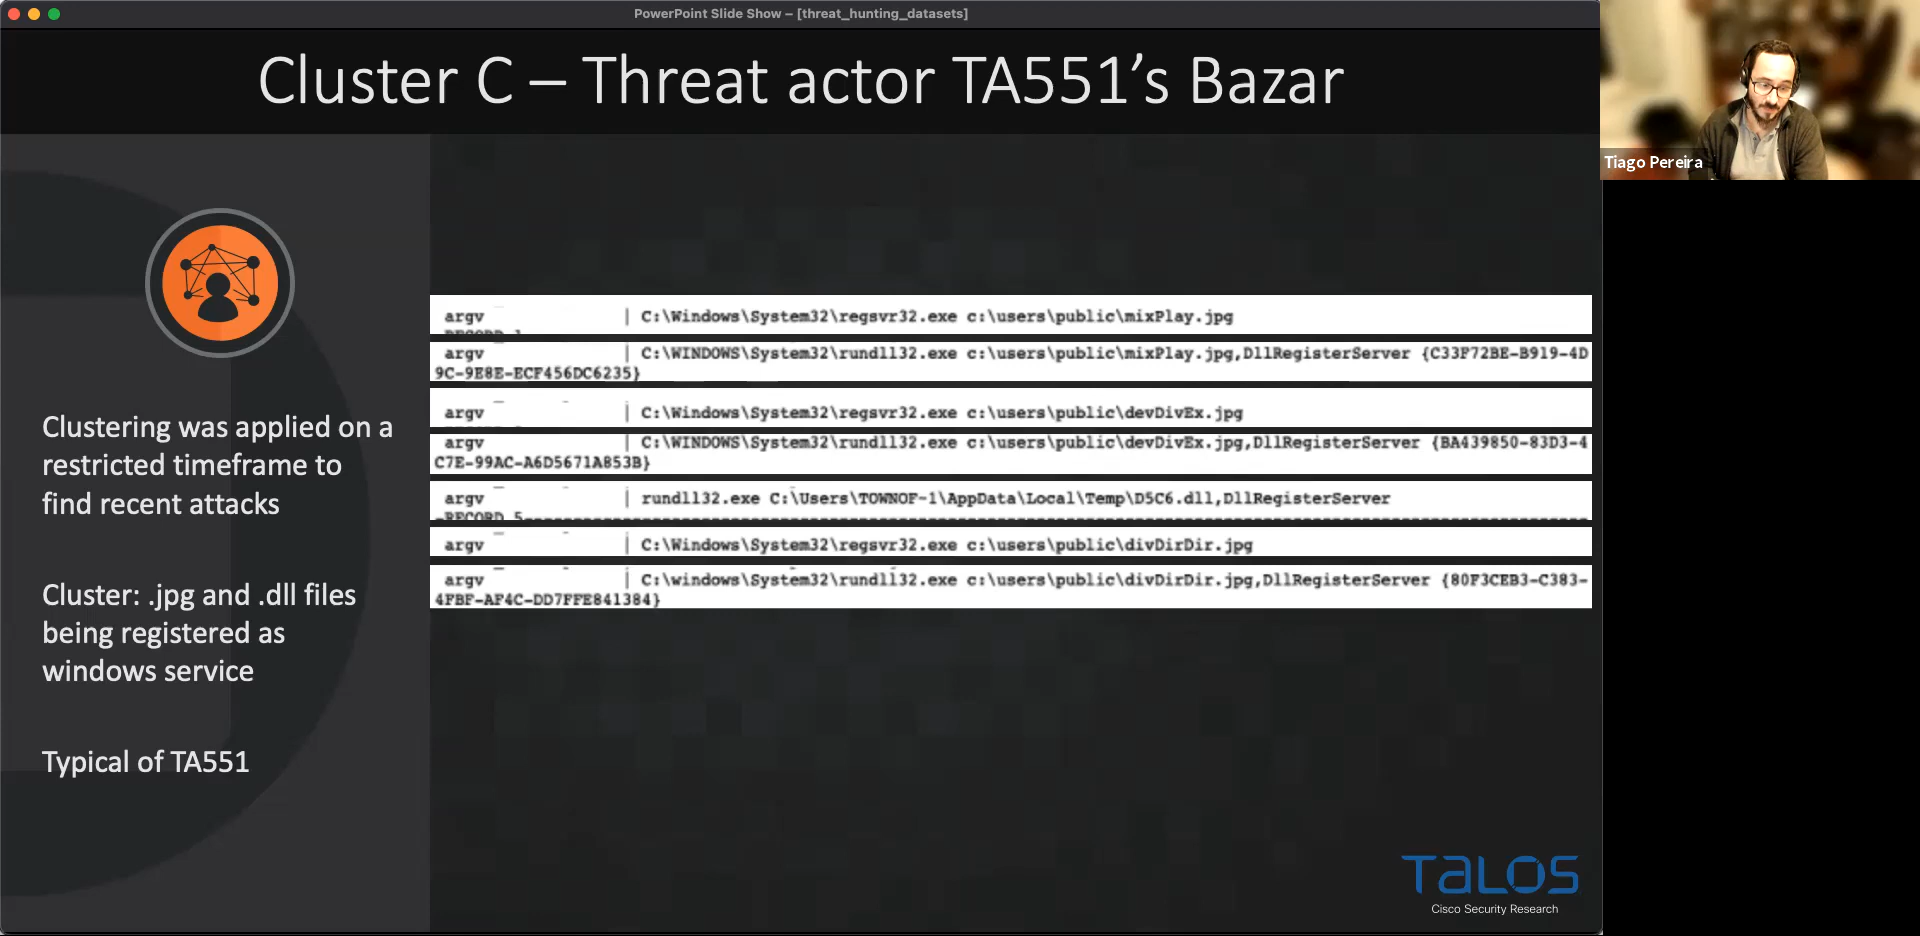 PowerPoint Slide Show – [threat_hunting_datasets]
Cluster C – Threat actor TA551's Bazar
Tiago Pereira
Clustering was applied on a
restricted timeframe to
find recent attacks
Cluster: .jpg and .dll files
being registered as
windows service
Typical of TA551
argv | C:\Windows\System32\regsvr32.exe c:\users\public\mixPlay.jpg
argv | C:\WINDOWS\System32\rundll32.exe c:\users\public\mixPlay.jpg,DllRegisterServer {C33F72BE-B919-4D
9C-9E8E-ECF456DC6235}
argv | C:\Windows\System32\regsvr32.exe c:\users\public\devDivEx.jpg
argv | C:\WINDOWS\System32\rundll32.exe c:\users\public\devDivEx.jpg,DllRegisterServer {BA439850-83D3-4
C7E-99AC-A6D5671A853B}
argv | rundll32.exe C:\Users\TOWNOF~1\AppData\Local\Temp\D5C6.dll,DllRegisterServer
argv | C:\Windows\System32\regsvr32.exe c:\users\public\divDirDir.jpg
argv | C:\windows\System32\rundll32.exe c:\users\public\divDirDir.jpg,DllRegisterServer {80F3CEB3-C383-
4FBF-AF4C-DD7FFE841384}
TALOS
Cisco Security Research